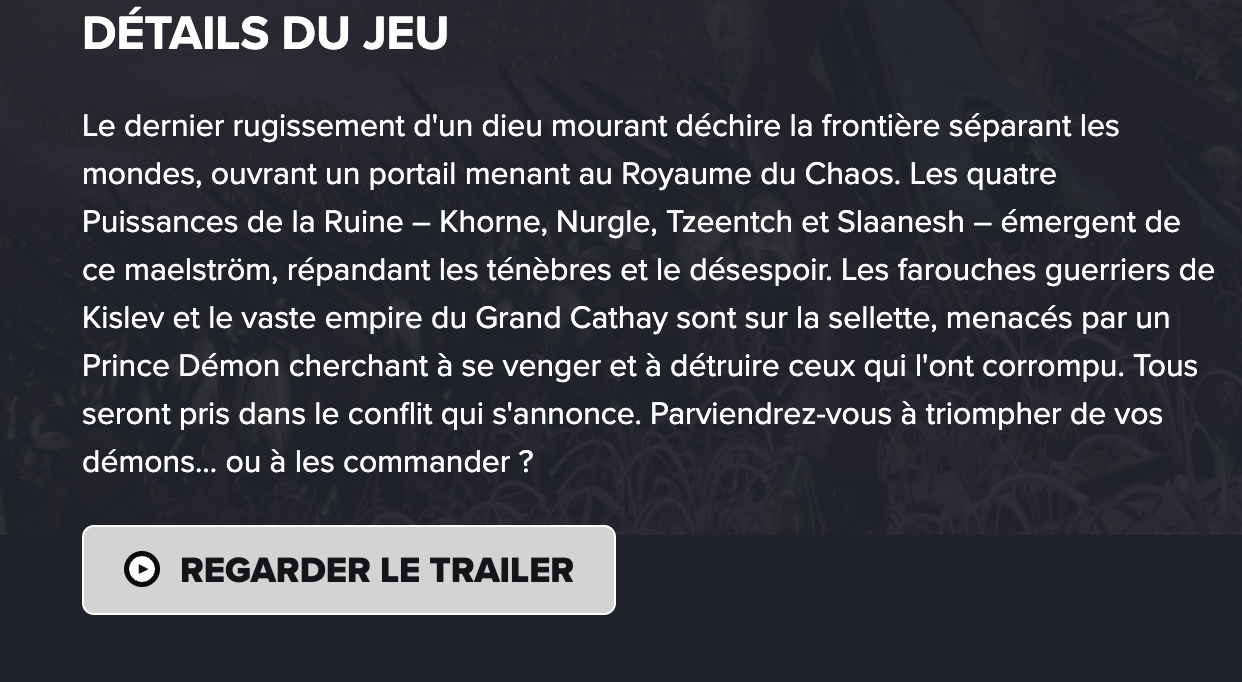 DÉTAILS DU JEU
Le dernier rugissement d'un dieu mourant déchire la frontière séparant les
mondes, ouvrant un portail menant au Royaume du Chaos. Les quatre
Puissances de la Ruine – Khorne, Nurgle, Tzeentch et Slaanesh – émergent de
ce maelström, répandant les ténèbres et le désespoir. Les farouches guerriers de
Kislev et le vaste empire du Grand Cathay sont sur la sellette, menacés par un
Prince Démon cherchant à se venger et à détruire ceux qui l'ont corrompu. Tous
seront pris dans le conflit qui s'annonce. Parviendrez-vous à triompher de vos
démons... ou à les commander ?
REGARDER LE TRAILER